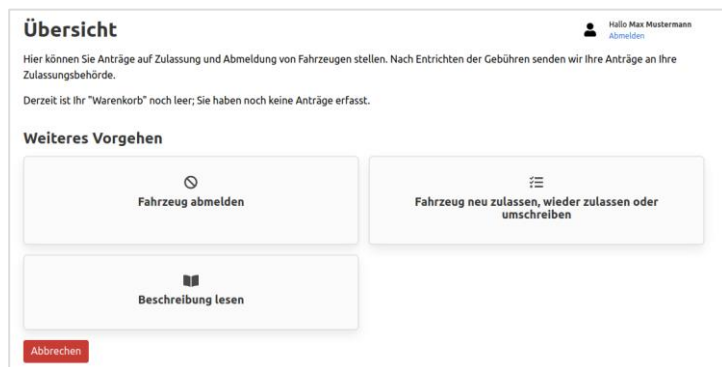 Übersicht
Hallo Max Mustermann
Abmelden
Hier können Sie Anträge auf Zulassung und Abmeldung von Fahrzeugen stellen. Nach Entrichten der Gebühren senden wir Ihre Anträge an Ihre
Zulassungsbehörde.
Derzeit ist Ihr "Warenkorb" noch leer; Sie haben noch keine Anträge erfasst.
Weiteres Vorgehen
Fahrzeug abmelden
Fahrzeug neu zulassen, wieder zulassen oder
umschreiben
Beschreibung lesen
Abbrechen